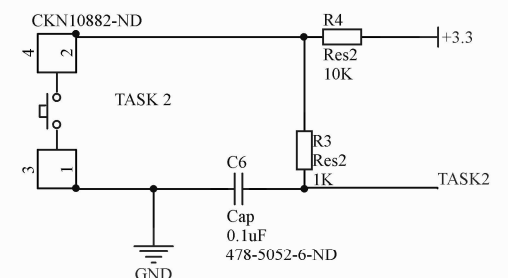 CKN10882-ND
R4
+3.3
4
2
Res2
10K
TASK 2
R3
3
1
C6
Res2
1K
TASK2
Cap
0.1uF
478-5052-6-ND
GND